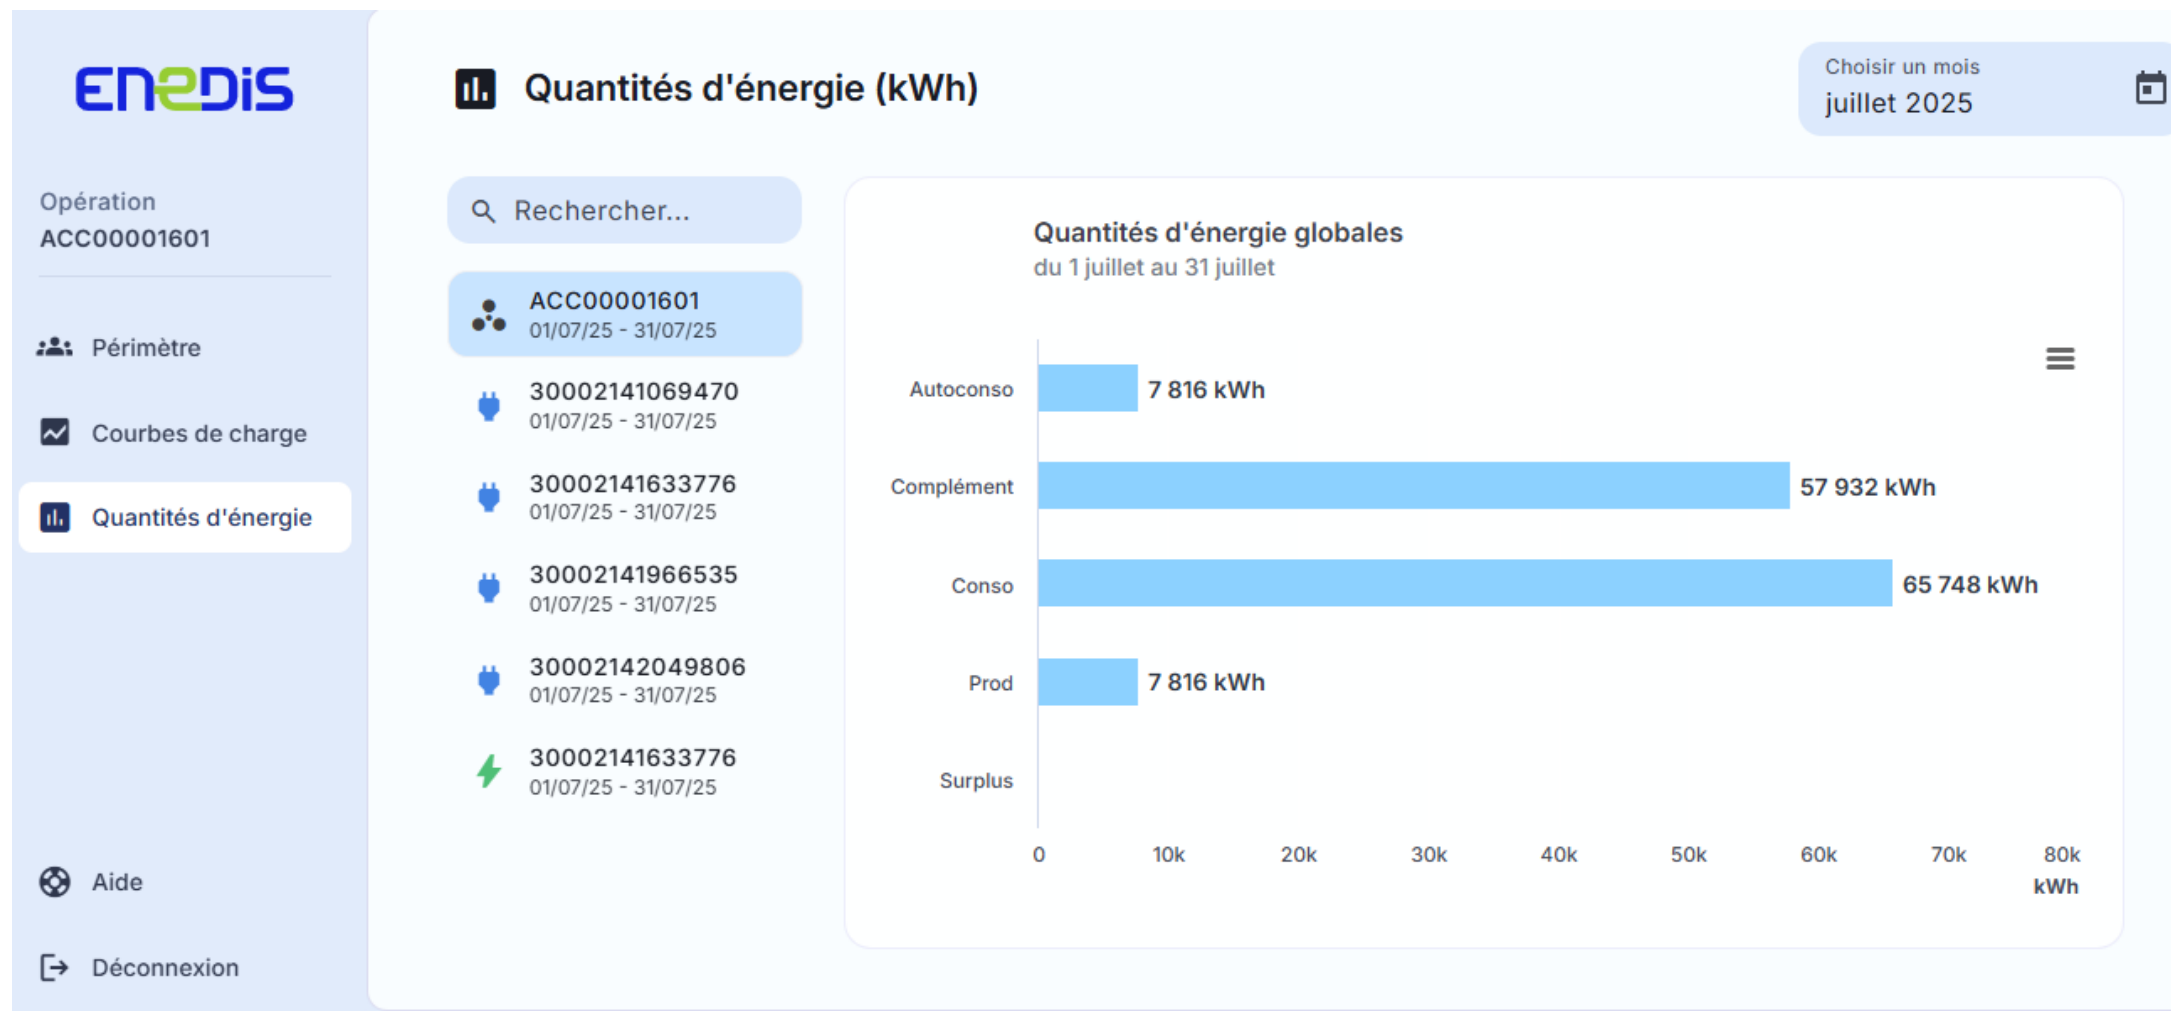 ENEDIS
Opération
ACC00001601
Périmètre
Courbes de charge
Quantités d'énergie
Aide
Déconnexion
Quantités d'énergie (kWh)
Choisir un mois
juillet 2025
Rechercher...
ACC00001601
01/07/25 - 31/07/25
30002141069470
01/07/25 - 31/07/25
30002141633776
01/07/25 - 31/07/25
30002141966535
01/07/25 - 31/07/25
30002142049806
01/07/25 - 31/07/25
30002141633776
01/07/25 - 31/07/25
Quantités d'énergie globales
du 1 juillet au 31 juillet
Autoconso 7 816 kWh
Complément 57 932 kWh
Conso 65 748 kWh
Prod 7 816 kWh
Surplus
0 10k 20k 30k 40k 50k 60k 70k 80k
kWh